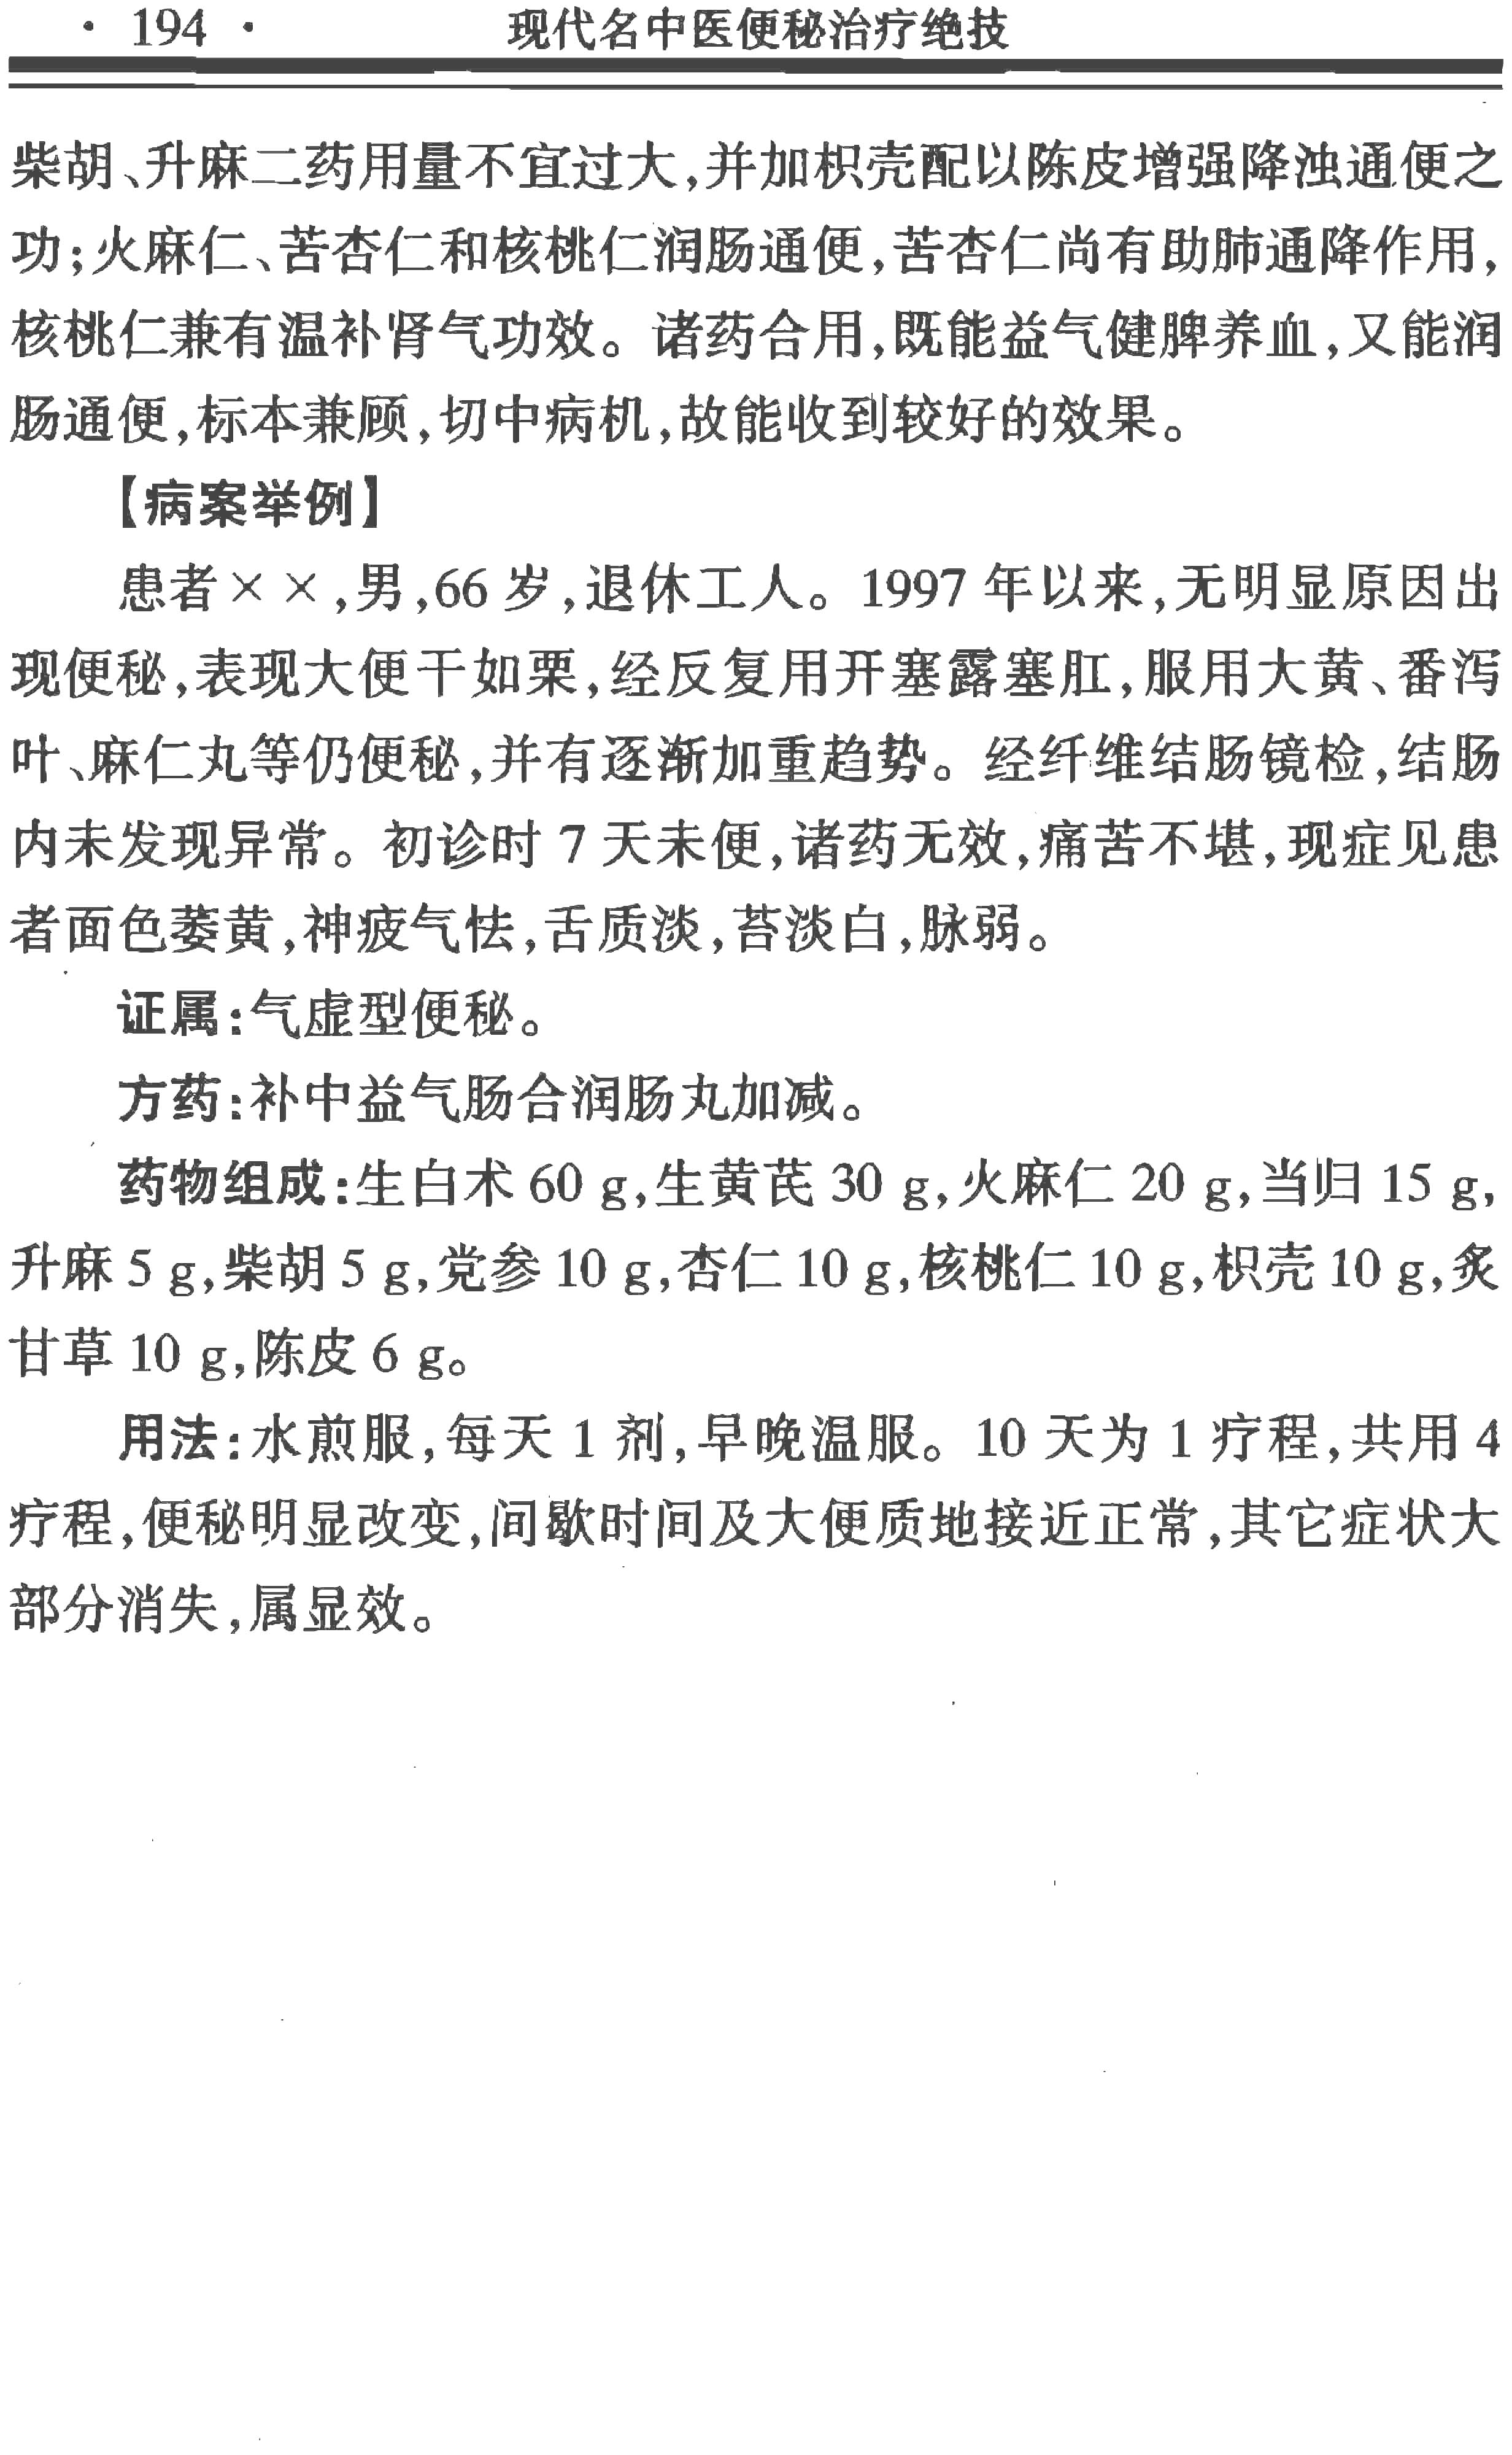 · 194 · 现代名中医便秘治疗绝技
柴胡、升麻二药用量不宜过大,并加枳壳配以陈皮增强降浊通便之
功;火麻仁、苦杏仁和核桃仁润肠通便,苦杏仁尚有助肺通降作用,
核桃仁兼有温补肾气功效。诸药合用,既能益气健脾养血,又能润
肠通便,标本兼顾,切中病机,故能收到较好的效果。
【病案举例】
患者××,男,66 岁,退休工人。1997 年以来,无明显原因出
现便秘,表现大便干如栗,经反复用开塞露塞肛,服用大黄、番泻
叶、麻仁丸等仍便秘,并有逐渐加重趋势。经纤维结肠镜检,结肠
内未发现异常。初诊时 7 天未便,诸药无效,痛苦不堪,现症见患
者面色萎黄,神疲气怯,舌质淡,苔淡白,脉弱。
证属:气虚型便秘。
方药:补中益气肠合润肠丸加减。
药物组成:生白术 60 g,生黄芪 30 g,火麻仁 20 g,当归 15 g,
升麻 5 g,柴胡 5 g,党参 10 g,杏仁 10 g,核桃仁 10 g,枳壳 10 g,炙
甘草 10 g,陈皮 6 g。
用法:水煎服,每天 1 剂,早晚温服。10 天为 1 疗程,共用 4
疗程,便秘明显改变,间歇时间及大便质地接近正常,其它症状大
部分消失,属显效。